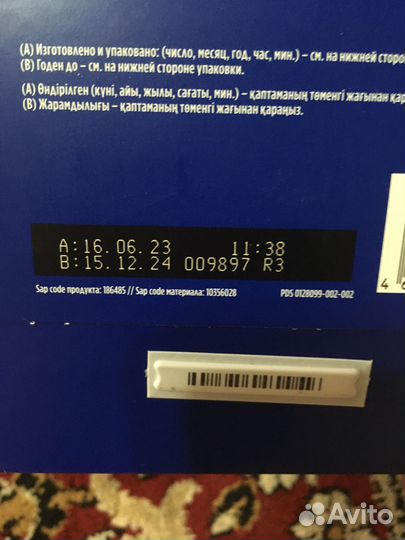 (A) Изготовлено и упаковано: (число, месяц, год, час, мин.) – см. на нижней
(B) Годен до – см. на нижней стороне упаковки.
(A) Өндірілген (күні, айы, жылы, сағаты, мин.) – қаптаманың төменгі жағынан
(B) Жарамдылығы – қаптаманың төменгі жағынан қараңыз.
A:16.06.23 11:38
B:15.12.24 009897 R3
Sap code продукта: 186485 // Sap code материала: 10356028
PDS 0128099-002-002
4
Avito